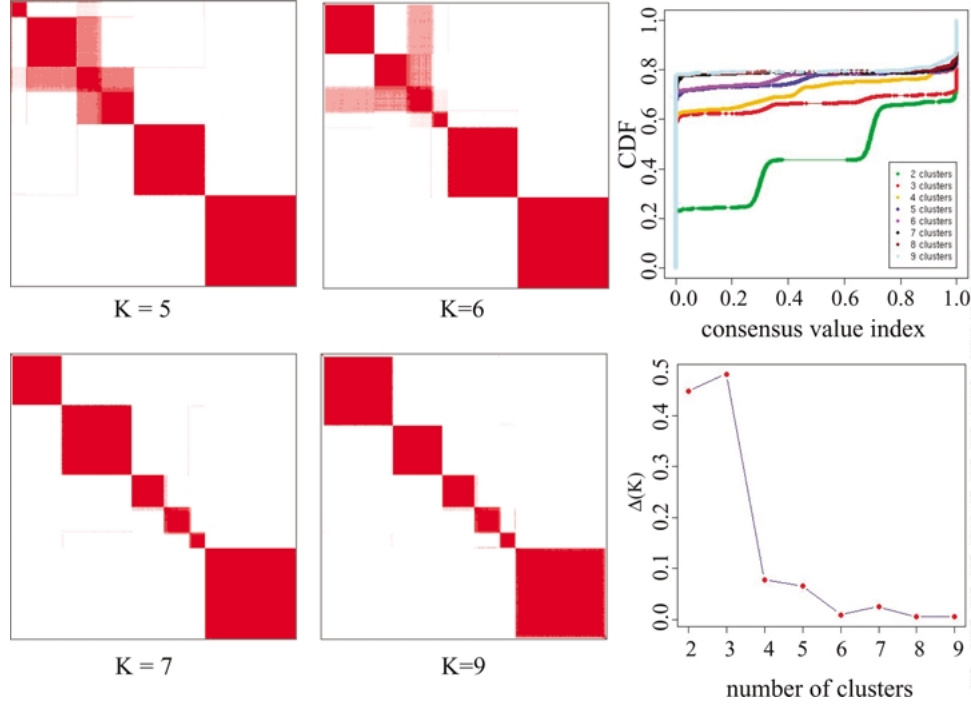 K = 5
K=6
K = 7
K=9
CDF
0.0 0.2 0.4 0.6 0.8 1.0
2 clusters
3 clusters
4 clusters
5 clusters
6 clusters
7 clusters
8 clusters
9 clusters
0.0 0.2 0.4 0.6 0.8 1.0
consensus value index
Δ(K)
0.0 0.1 0.2 0.3 0.4 0.5
2 3 4 5 6 7 8 9
number of clusters